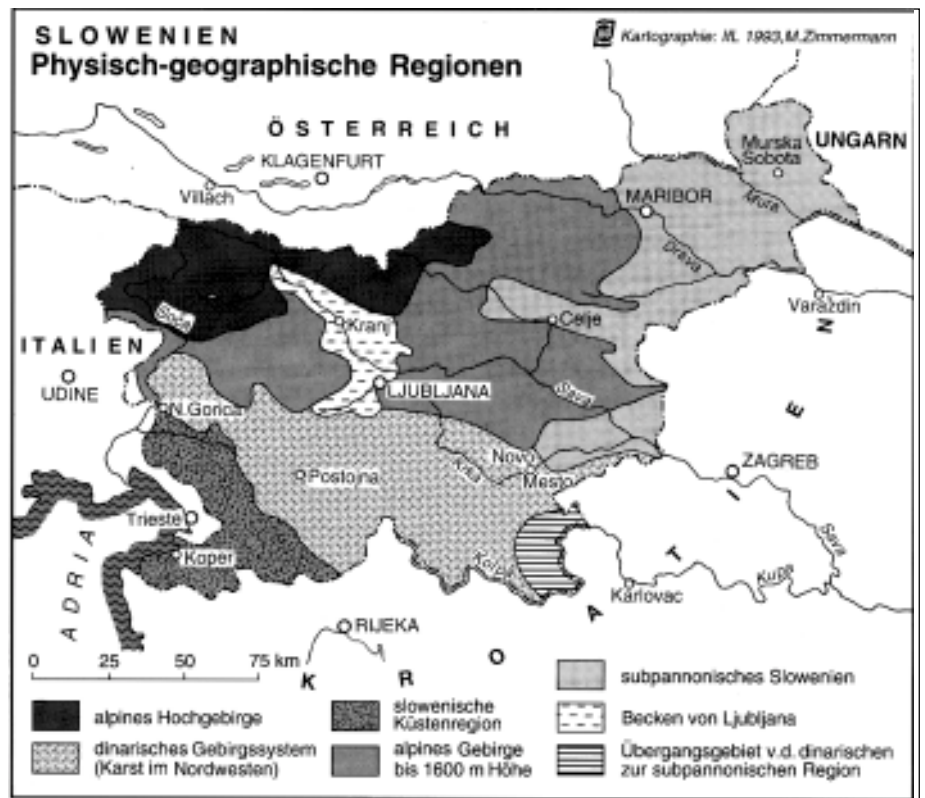 SLOWENIEN
Physisch-geographische Regionen
Kartographie: IfL 1993, M. Zimmermann
ÖSTERREICH
KLAGENFURT
Villach
Murska
Sobota
UNGARN
MARIBOR
Mura
Drava
Varazdin
Soča
Kranj
Celje
ITALIEN
UDINE
LJUBLJANA
Sava
N.Gorica
Novo
Mesto
Krka
ZAGREB
Postojna
Trieste
Koper
ADRIA
Kolpa
Karlovac
Kupa
Sava
RIJEKA
KROATIEN
0 25 50 75 km
alpines Hochgebirge
dinarisches Gebirgssystem
(Karst im Nordwesten)
slowenische
Küstenregion
alpines Gebirge
bis 1600 m Höhe
subpannonisches Slowenien
Becken von Ljubljana
Übergangsgebiet v.d. dinarischen
zur subpannonischen Region